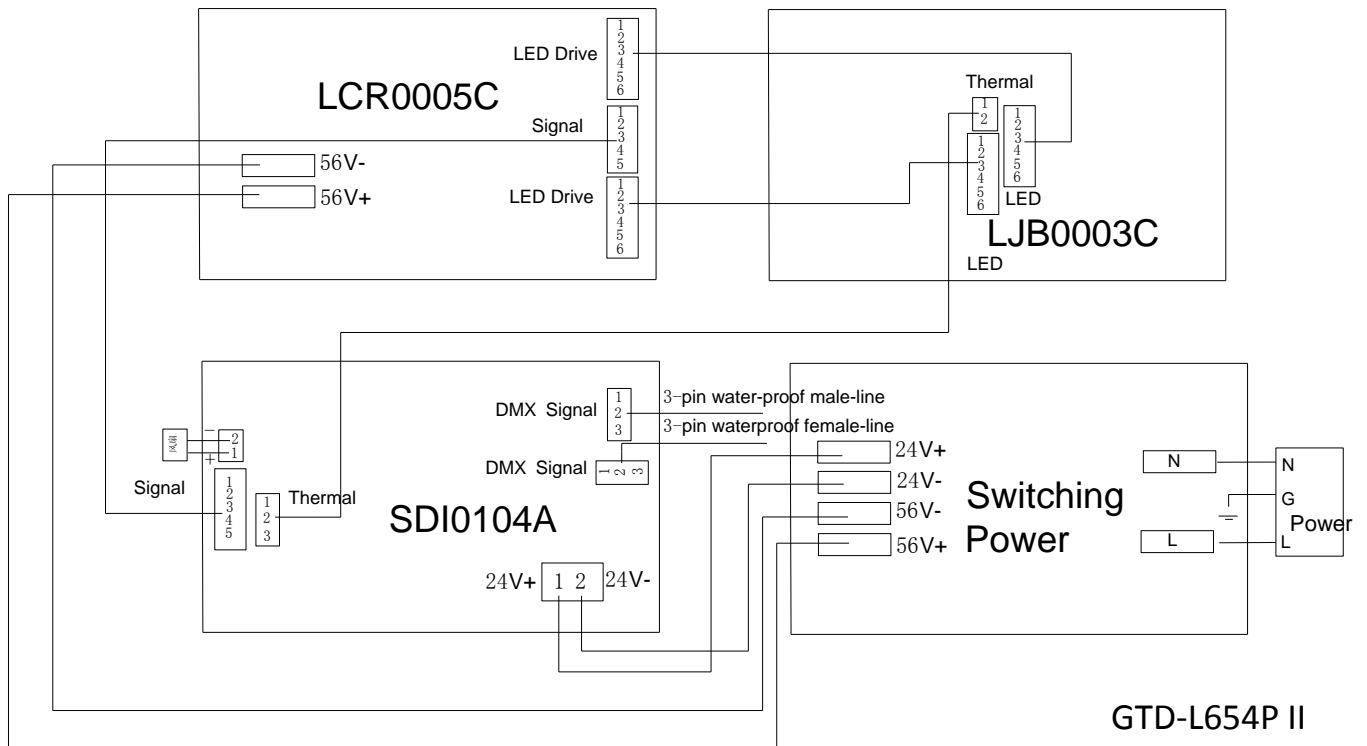 LCR0005C
LED Drive
1
2
3
4
5
6
Signal
1
2
3
4
5
56V-
56V+
LED Drive
1
2
3
4
5
6
Thermal
1
2
1
2
3
4
5
6
LED
1
2
3
4
5
6
LJB0003C
LED
DMX Signal
1
2
3
3-pin water-proof male-line
3-pin waterproof female-line
DMX Signal
1
2
3
风扇
−
+
2
1
Signal
1
2
3
4
5
1
2
3
Thermal
SDI0104A
24V+
1 2
24V-
24V+
24V-
56V-
56V+
Switching
Power
N
L
N
G
L
Power
GTD-L654P II